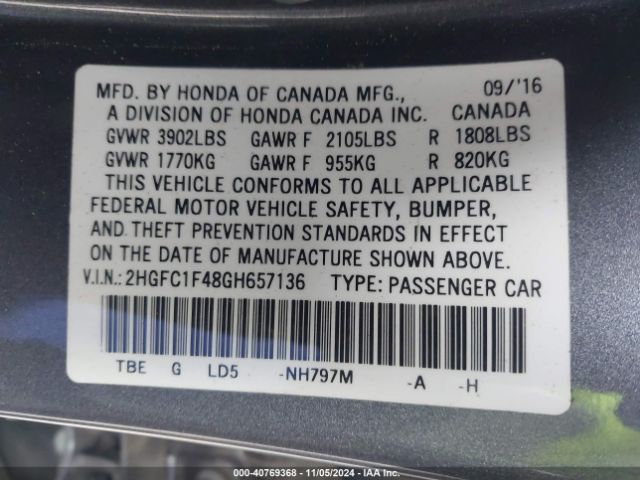 MFD. BY HONDA OF CANADA MFG., 09/'16
A DIVISION OF HONDA CANADA INC. CANADA
GVWR 3902LBS GAWR F 2105LBS R 1808LBS
GVWR 1770KG GAWR F 955KG R 820KG
THIS VEHICLE CONFORMS TO ALL APPLICABLE
FEDERAL MOTOR VEHICLE SAFETY, BUMPER,
AND THEFT PREVENTION STANDARDS IN EFFECT
ON THE DATE OF MANUFACTURE SHOWN ABOVE.
V.I.N.: 2HGFC1F48GH657136 TYPE: PASSENGER CAR
TBE G LD5 -NH797M -A -H
000-40769368 - 11/05/2024 - IAA Inc.